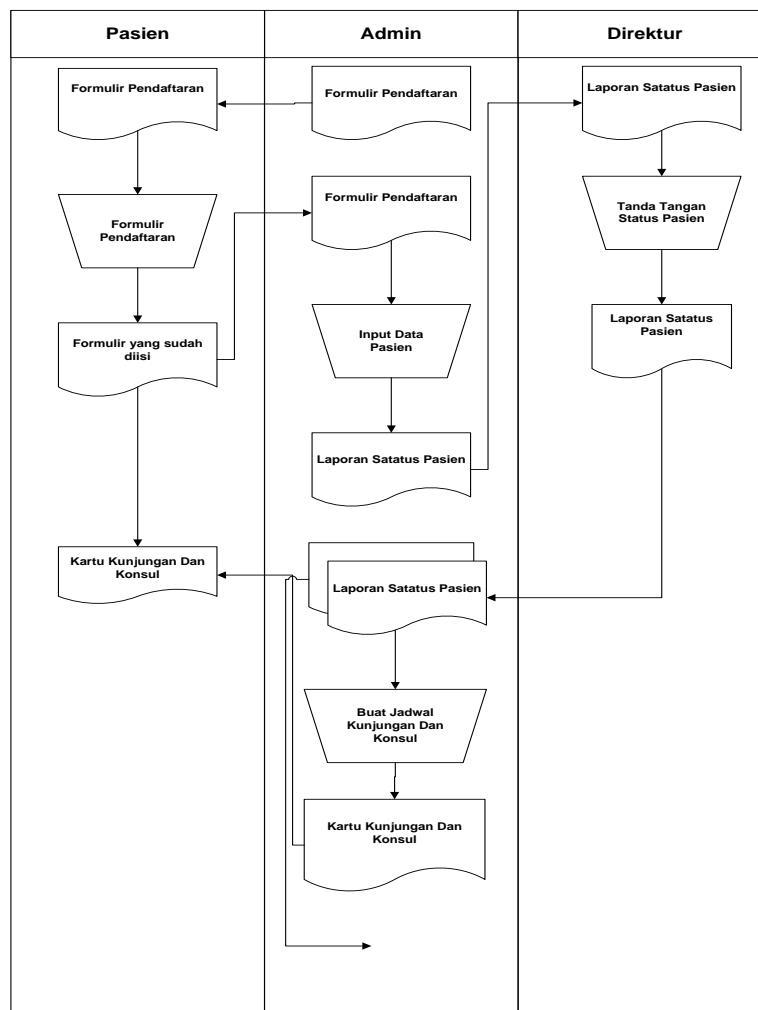 Pasien
Admin
Direktur
Formulir Pendaftaran
Formulir
Pendaftaran
Formulir yang sudah
diisi
Kartu Kunjungan Dan
Konsul
Formulir Pendaftaran
Formulir Pendaftaran
Input Data
Pasien
Laporan Satatus Pasien
Laporan Satatus Pasien
Buat Jadwal
Kunjungan Dan
Konsul
Kartu Kunjungan Dan
Konsul
Laporan Satatus Pasien
Tanda Tangan
Status Pasien
Laporan Satatus
Pasien